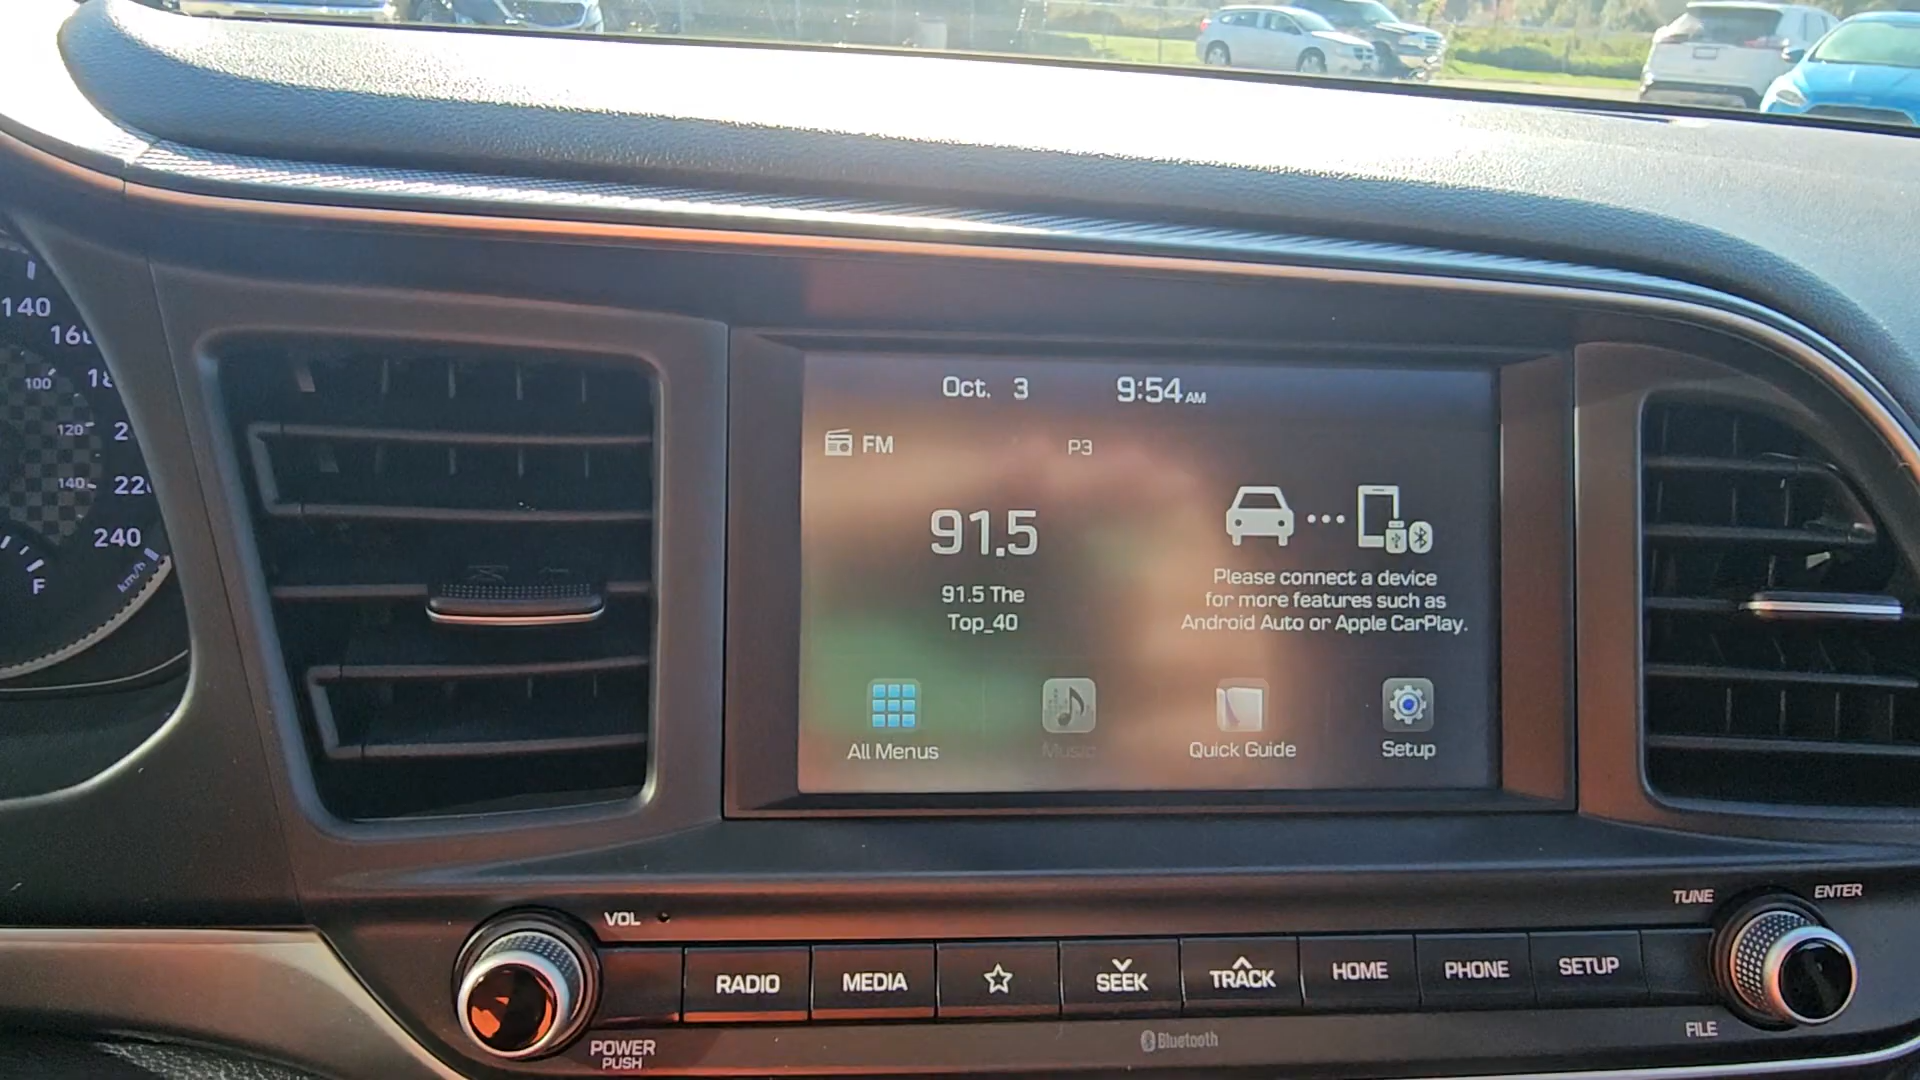 140
160
100
120
140
220
240
km/h
F
Oct. 3
9:54 AM
FM
P3
91.5
91.5 The
Top_40
Please connect a device
for more features such as
Android Auto or Apple CarPlay.
All Menus
Music
Quick Guide
Setup
VOL
POWER
PUSH
RADIO
MEDIA
SEEK
TRACK
HOME
PHONE
SETUP
TUNE
ENTER
FILE
Bluetooth